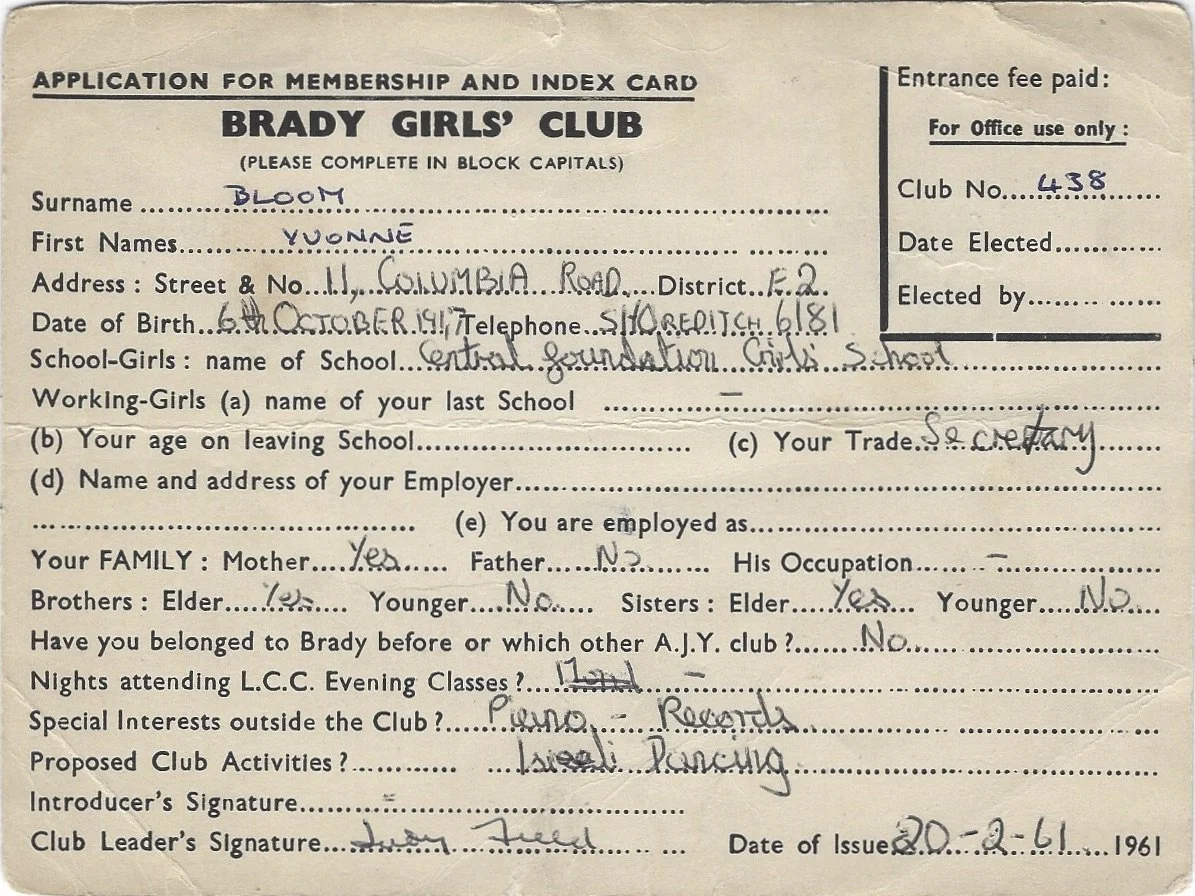 APPLICATION FOR MEMBERSHIP AND INDEX CARD
BRADY GIRLS' CLUB
(PLEASE COMPLETE IN BLOCK CAPITALS)
Entrance fee paid:
For Office use only:
Club No. 438
Date Elected
Elected by
Surname BLOOM
First Names YVONNE
Address: Street & No. 11, COLUMBIA ROAD District E.2
Date of Birth 6th OCTOBER Telephone SHOREDITCH 6181
School-Girls: name of School Central foundation Girls' School
Working-Girls (a) name of your last School –
(b) Your age on leaving School (c) Your Trade Secretary
(d) Name and address of your Employer
(e) You are employed as
Your FAMILY: Mother Yes Father No His Occupation –
Brothers: Elder Yes Younger No Sisters: Elder Yes Younger No
Have you belonged to Brady before or which other A.J.Y. club? No
Nights attending L.C.C. Evening Classes? Mond –
Special Interests outside the Club? Piano - Records
Proposed Club Activities? Israeli Dancing
Introducer's Signature
Club Leader's Signature Date of Issue 20-2-61 1961